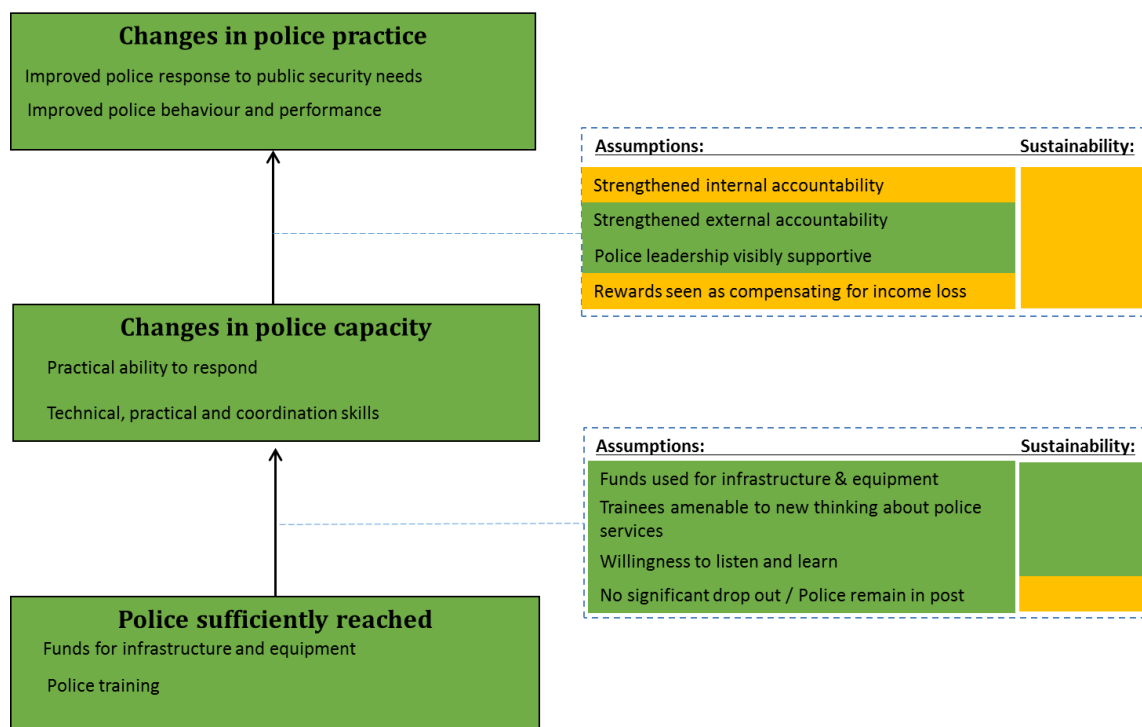 Changes in police practice
Improved police response to public security needs
Improved police behaviour and performance
Assumptions: Sustainability:
Strengthened internal accountability
Strengthened external accountability
Police leadership visibly supportive
Rewards seen as compensating for income loss
Changes in police capacity
Practical ability to respond
Technical, practical and coordination skills
Assumptions: Sustainability:
Funds used for infrastructure & equipment
Trainees amenable to new thinking about police
services
Willingness to listen and learn
No significant drop out / Police remain in post
Police sufficiently reached
Funds for infrastructure and equipment
Police training